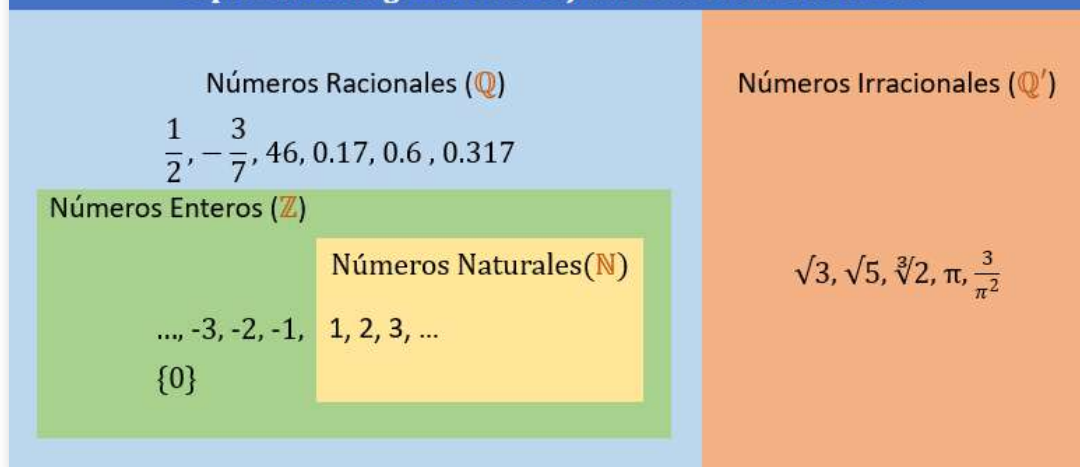 Números Racionales (ℚ)
1/2, −3/7, 46, 0.17, 0.6 , 0.317
Números Enteros (ℤ)
Números Naturales(ℕ)
..., -3, -2, -1,
1, 2, 3, ...
{0}
Números Irracionales (ℚ′)
√3, √5, ∛2, π, 3/π²